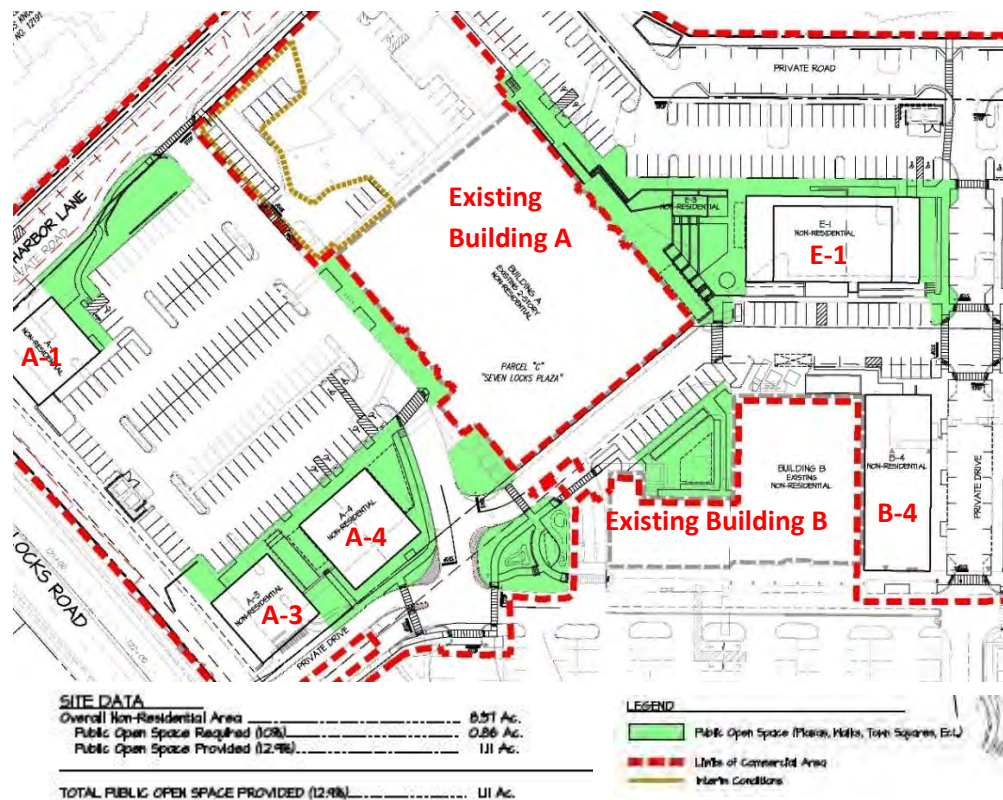 NO. 12191
HARBOR LANE
PRIVATE ROAD
PRIVATE ROAD
Existing
Building A
BUILDING A
EXISTING 2-STORY
NON-RESIDENTIAL
PARCEL "C"
"SEVEN LOCKS PLAZA"
E-3
NON-RESIDENTIAL
E-1
NON-RESIDENTIAL
E-1
A-1
NON-RESIDENTIAL
A-1
A-4
NON-RESIDENTIAL
A-4
A-3
NON-RESIDENTIAL
A-3
PRIVATE DRIVE
LOCKS ROAD
BUILDING B
EXISTING
NON-RESIDENTIAL
Existing Building B
B-4
NON-RESIDENTIAL
B-4
PRIVATE DRIVE
SITE DATA
Overall Non-Residential Area 8.57 Ac.
Public Open Space Required (10%) 0.86 Ac.
Public Open Space Provided (12.9%) 1.11 Ac.
TOTAL PUBLIC OPEN SPACE PROVIDED (12.9%) 1.11 Ac.
LEGEND
Public Open Space (Plazas, Walks, Town Squares, Ect.)
Limits of Commercial Area
Interim Conditions